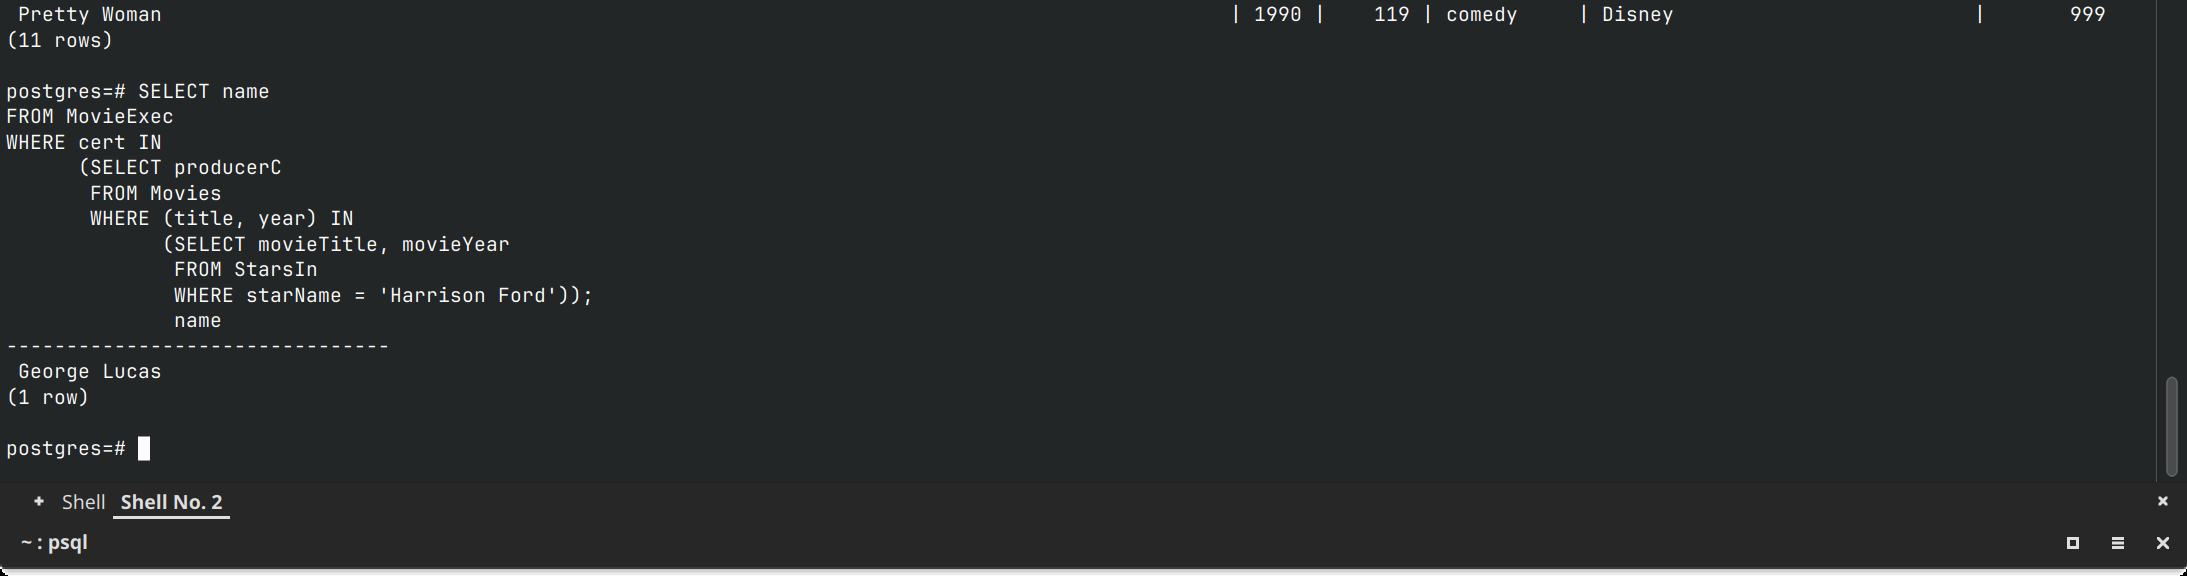 Pretty Woman | 1990 | 119 | comedy | Disney | 999
(11 rows)
postgres=# SELECT name
FROM MovieExec
WHERE cert IN
      (SELECT producerC
       FROM Movies
       WHERE (title, year) IN
             (SELECT movieTitle, movieYear
              FROM StarsIn
              WHERE starName = 'Harrison Ford'));
              name
--------------------------------
 George Lucas
(1 row)
postgres=#
+ Shell Shell No. 2 ×
~ : psql